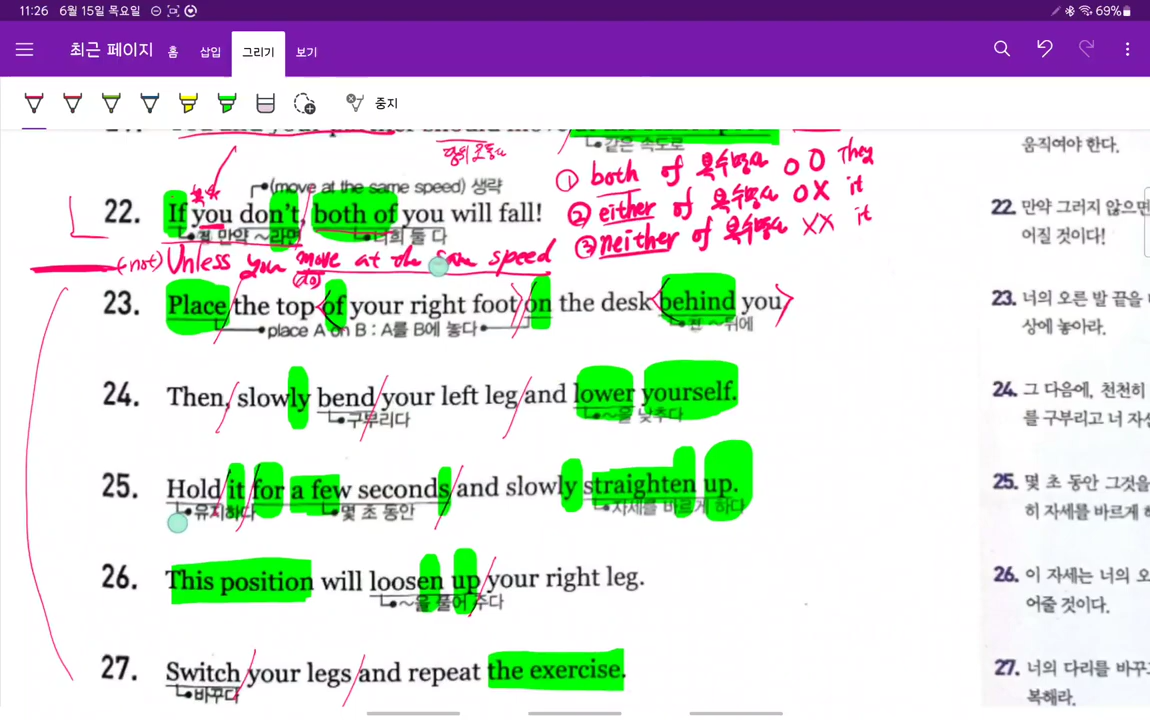 11:26 6월 15일 목요일 69%
최근 페이지 홈 삽입 그리기 보기
중지
같은 속도로 움직여야 한다.
① both of 복수명사 O O They
(move at the same speed) 생략
② either of 복수명사 O X it
22. If you don't, both of you will fall! 22. 만약 그러지 않으면
접 만약 ~라면 너희 둘 다 어질 것이다!
③ neither of 복수명사 X X it
(not) Unless you move at the same speed
(do)
23. Place the top of your right foot on the desk behind you 23. 너의 오른 발 끝을
place A on B : A를 B에 놓다 전 ~뒤에 상에 놓아라.
24. Then, slowly bend your left leg and lower yourself. 24. 그 다음에, 천천히
구부리다 ~을 낮추다 를 구부리고 너 자신
25. Hold it for a few seconds and slowly straighten up. 25. 몇 초 동안 그것을
유지하다 몇 초 동안 자세를 바르게 하다 히 자세를 바르게
26. This position will loosen up your right leg. 26. 이 자세는 너의 오
~을 풀어 주다 어줄 것이다.
27. Switch your legs and repeat the exercise. 27. 너의 다리를 바꾸
바꾸다 복해라.